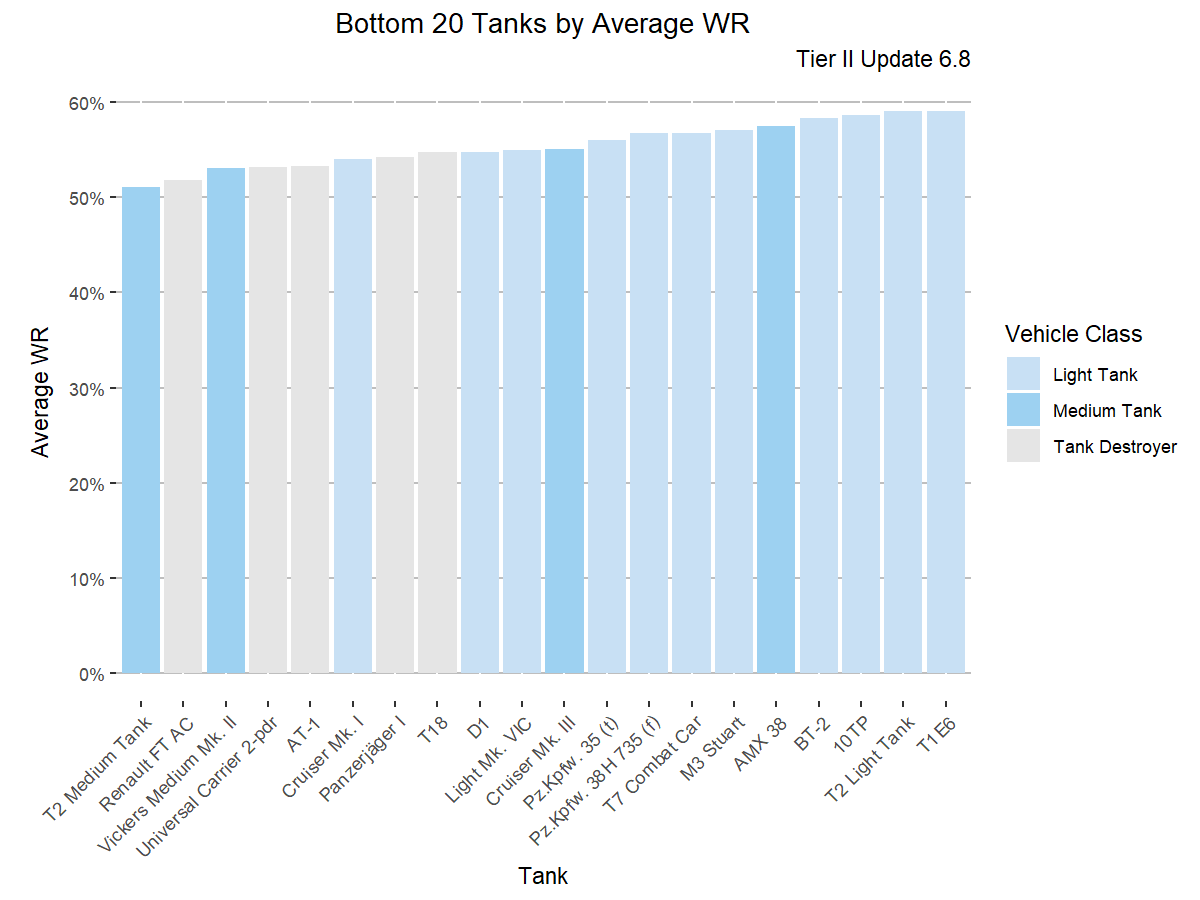 Bottom 20 Tanks by Average WR
Tier II Update 6.8
60%
50%
40%
30%
20%
10%
0%
Average WR
T2 Medium Tank
Renault FT AC
Vickers Medium Mk. II
Universal Carrier 2-pdr
AT-1
Cruiser Mk. I
Panzerjäger I
T18
D1
Light Mk. VIC
Cruiser Mk. III
Pz.Kpfw. 35 (t)
Pz.Kpfw. 38H 735 (f)
T7 Combat Car
M3 Stuart
AMX 38
BT-2
10TP
T2 Light Tank
T1E6
Tank
Vehicle Class
Light Tank
Medium Tank
Tank Destroyer